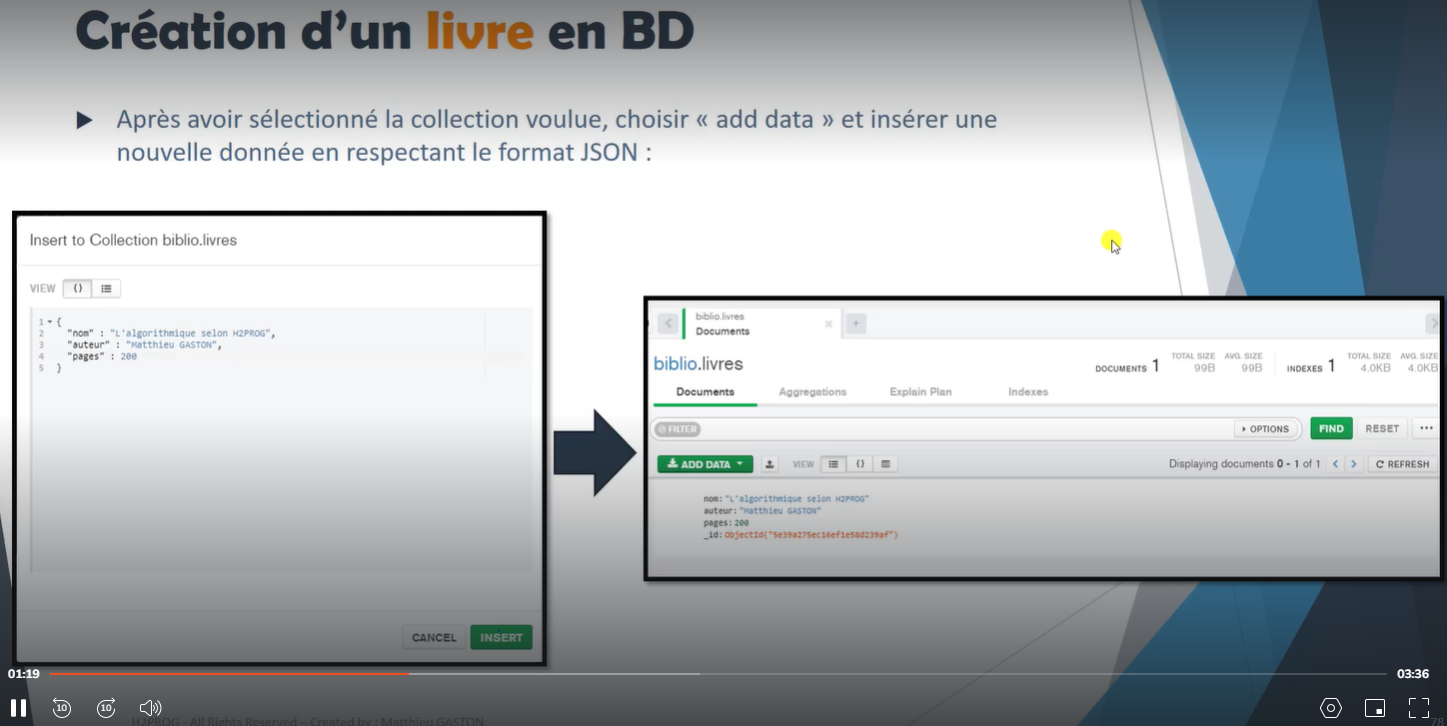 Création d’un livre en BD
Après avoir sélectionné la collection voulue, choisir « add data » et insérer une
nouvelle donnée en respectant le format JSON :
Insert to Collection biblio.livres
VIEW {}
1 {
2 "nom" : "L'algorithmique selon H2PROG",
3 "auteur" : "Matthieu GASTON",
4 "pages" : 200
5 }
CANCEL INSERT
biblio.livres
Documents
biblio.livres
DOCUMENTS 1 TOTAL SIZE 99B AVG. SIZE 99B INDEXES 1 TOTAL SIZE 4.0KB AVG. SIZE 4.0KB
Documents Aggregations Explain Plan Indexes
FILTER OPTIONS FIND RESET ...
ADD DATA VIEW {} Displaying documents 0 - 1 of 1 < > REFRESH
nom: "L'algorithmique selon H2PROG"
auteur: "Matthieu GASTON"
pages: 200
_id: ObjectId("5e39a275ec16ef1e58d239af")
01:19 03:36
10 10
H2PROG - All Rights Reserved – Created by : Matthieu GASTON